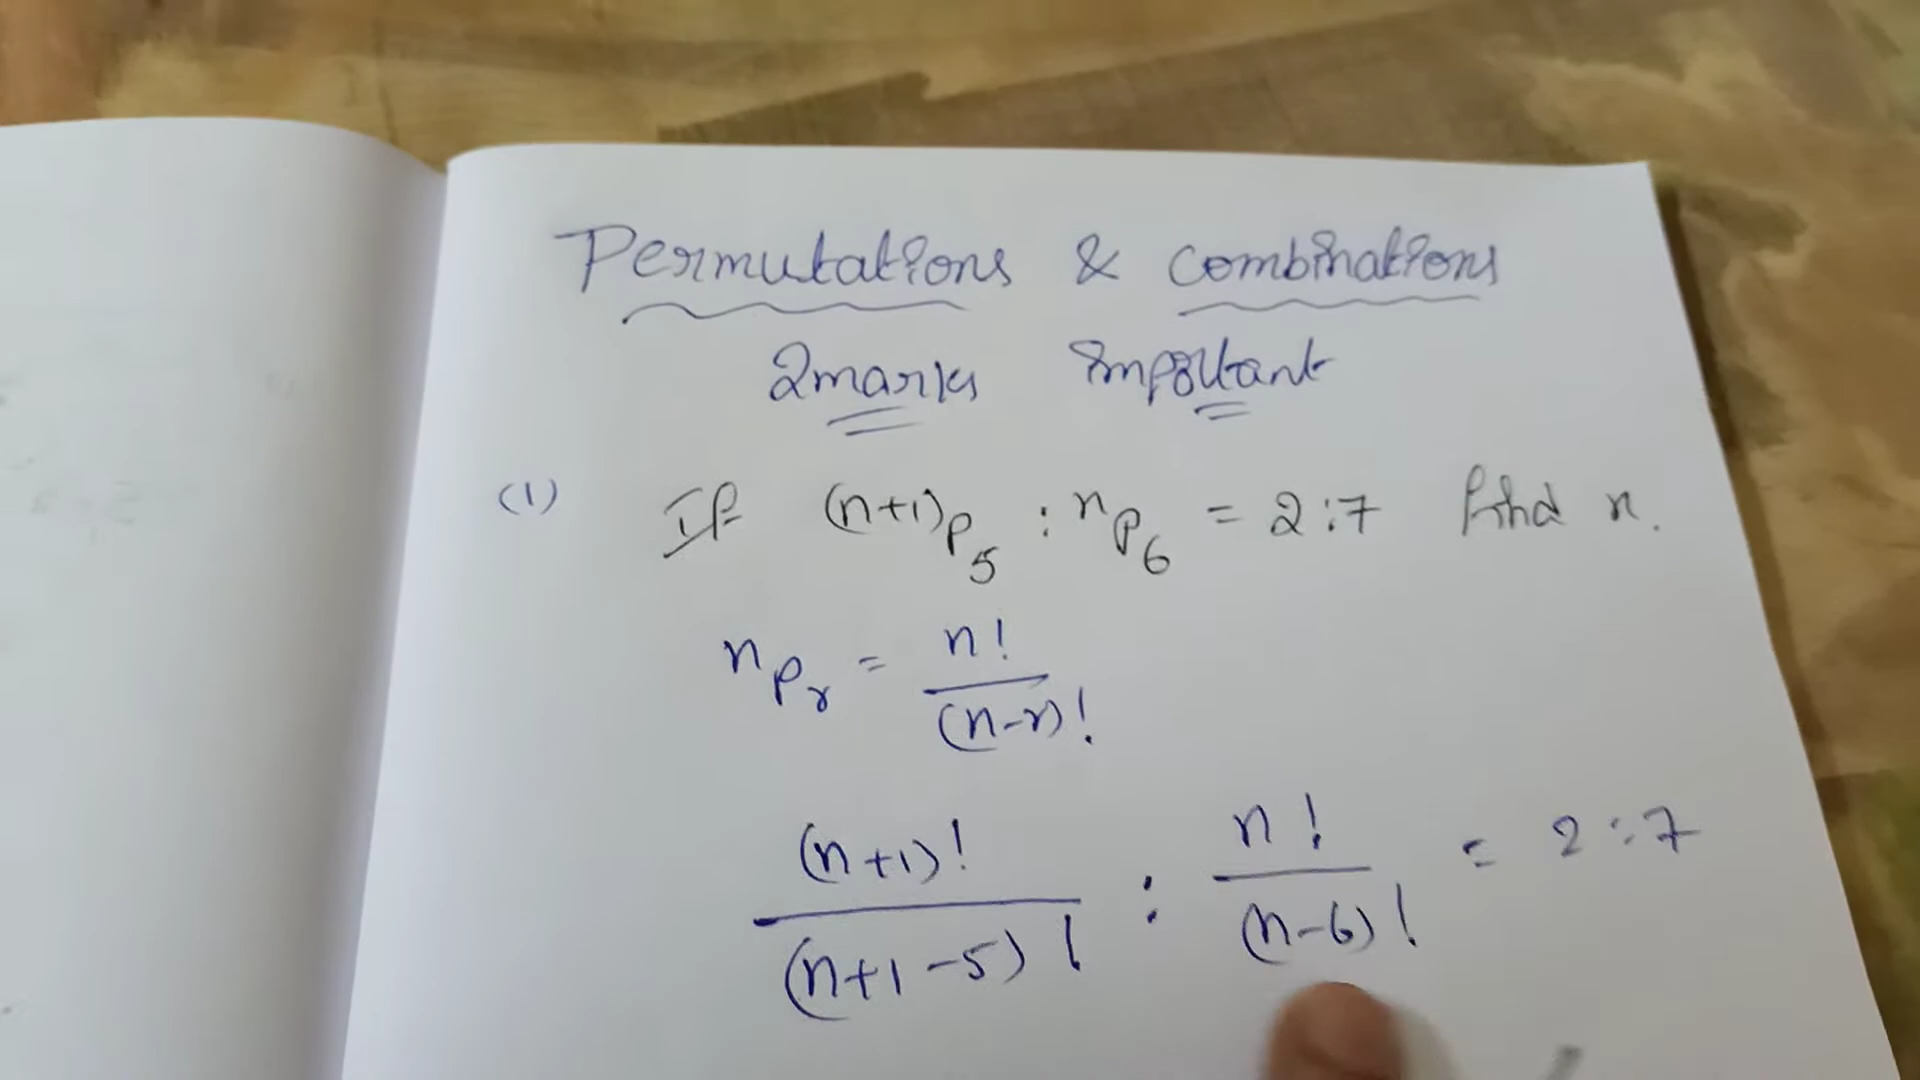 Permutations & combinations
2marks important
(1) If (n+1)P5 : nP6 = 2:7 find n.
nPr = n! / (n-r)!
(n+1)! / (n+1-5)! : n! / (n-6)! = 2:7